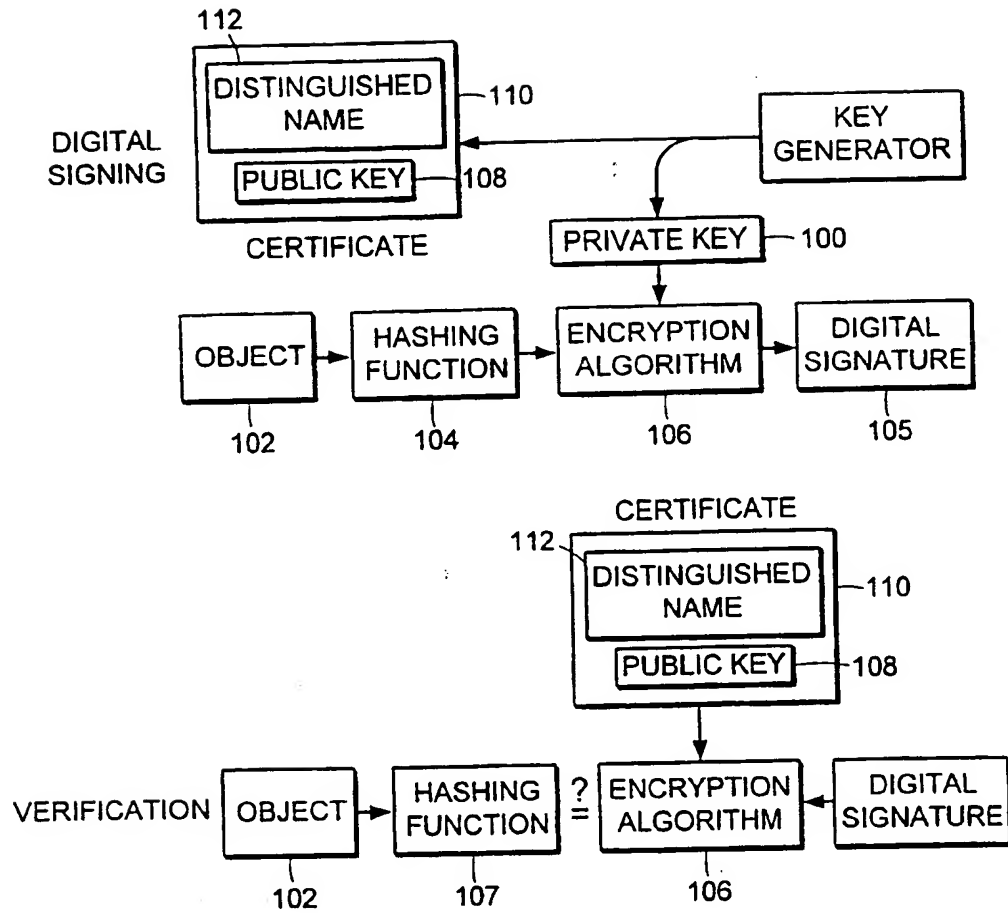 112
DISTINGUISHED
NAME
110
KEY
GENERATOR
DIGITAL
SIGNING
PUBLIC KEY
108
CERTIFICATE
PRIVATE KEY
100
OBJECT
HASHING
FUNCTION
ENCRYPTION
ALGORITHM
DIGITAL
SIGNATURE
102
104
106
105
CERTIFICATE
112
DISTINGUISHED
NAME
110
PUBLIC KEY
108
VERIFICATION
OBJECT
HASHING
FUNCTION
?
=
ENCRYPTION
ALGORITHM
DIGITAL
SIGNATURE
102
107
106